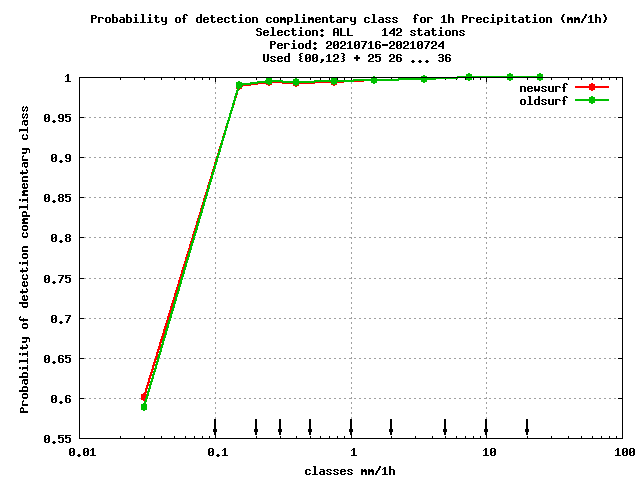 Probability of detection complimentary class  for 1h Precipitation (mm/1h)
Selection: ALL    142 stations
Period: 20210716-20210724
Used {00,12} + 25 26 ... 36
Probability of detection complimentary class
1
0.95
0.9
0.85
0.8
0.75
0.7
0.65
0.6
0.55
newsurf
oldsurf
0.01
0.1
1
10
100
classes mm/1h